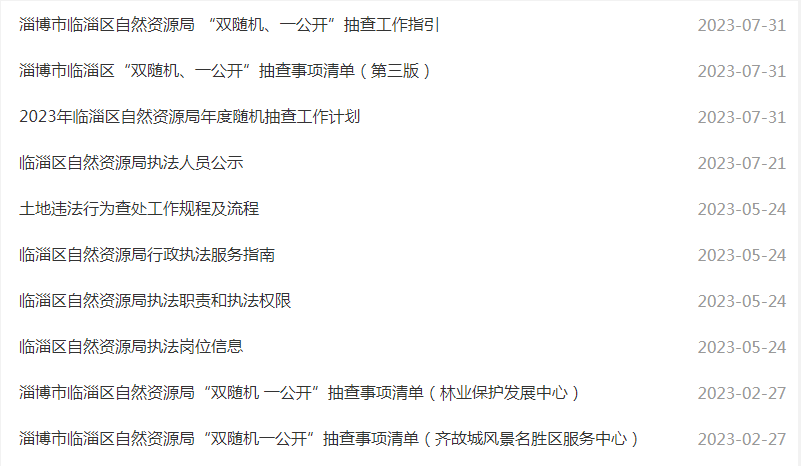 淄博市临淄区自然资源局 “双随机、一公开”抽查工作指引 2023-07-31
淄博市临淄区“双随机、一公开”抽查事项清单（第三版） 2023-07-31
2023年临淄区自然资源局年度随机抽查工作计划 2023-07-31
临淄区自然资源局执法人员公示 2023-07-21
土地违法行为查处工作规程及流程 2023-05-24
临淄区自然资源局行政执法服务指南 2023-05-24
临淄区自然资源局执法职责和执法权限 2023-05-24
临淄区自然资源局执法岗位信息 2023-05-24
淄博市临淄区自然资源局“双随机 一公开”抽查事项清单（林业保护发展中心） 2023-02-27
淄博市临淄区自然资源局“双随机一公开”抽查事项清单（齐故城风景名胜区服务中心） 2023-02-27